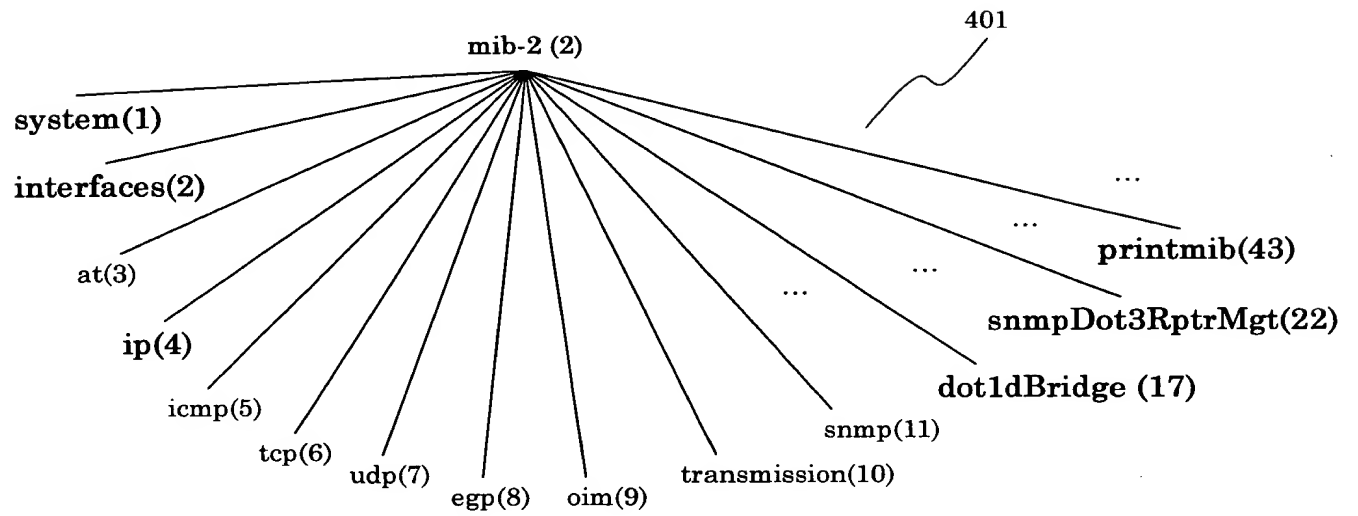 401
mib-2 (2)
system(1)
interfaces(2)
at(3)
ip(4)
icmp(5)
tcp(6)
udp(7)
egp(8)
oim(9)
transmission(10)
snmp(11)
...
dot1dBridge (17)
...
snmpDot3RptrMgt(22)
...
printmib(43)
...